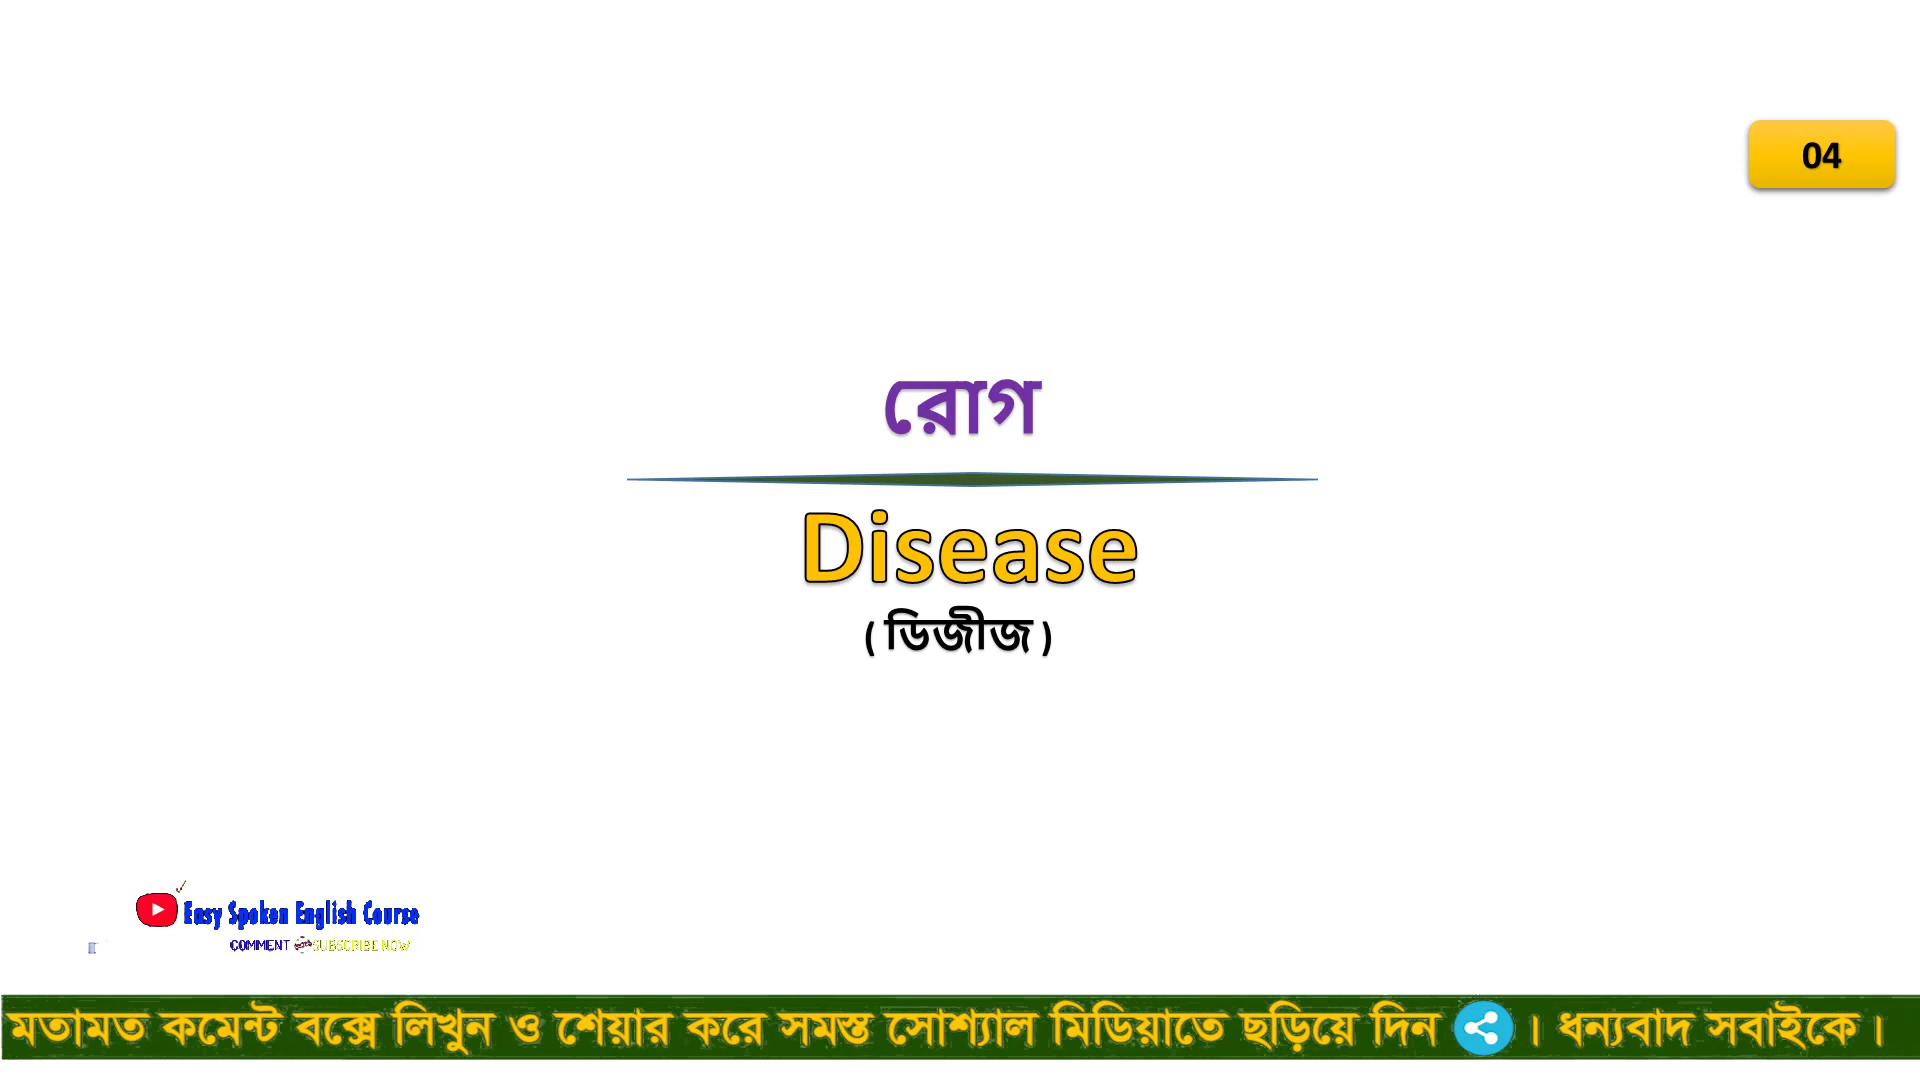 04
রোগ
Disease
( ডিজীজ )
Easy Spoken English Course
COMMENT SUBSCRIBE NOW
মতামত কমেন্ট বক্সে লিখুন ও শেয়ার করে সমস্ত সোশ্যাল মিডিয়াতে ছড়িয়ে দিন । ধন্যবাদ সবাইকে ।